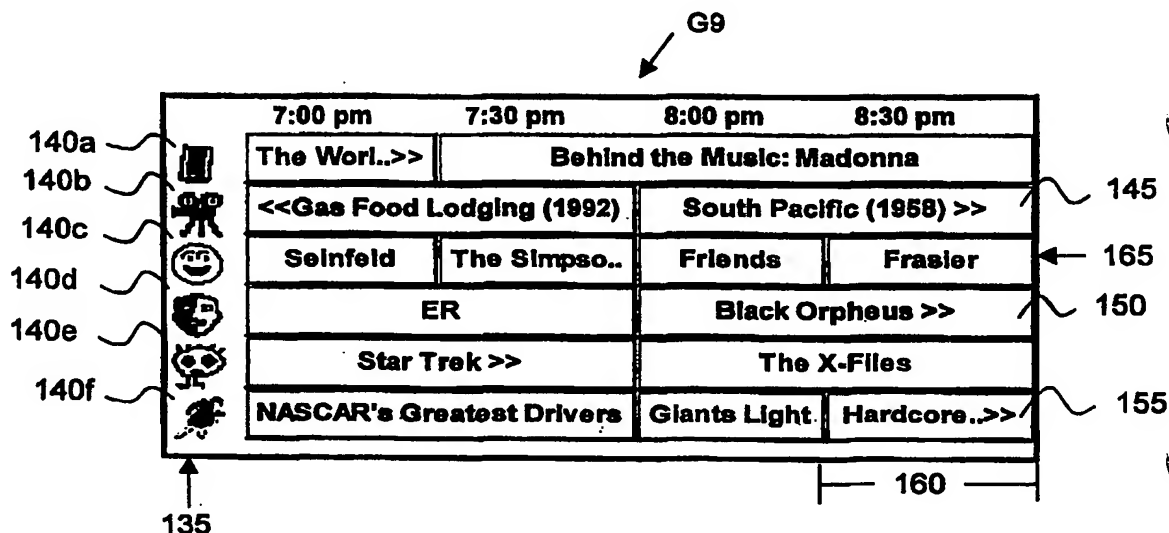 G9
7:00 pm 7:30 pm 8:00 pm 8:30 pm
140a The Worl..>> Behind the Music: Madonna
140b <<Gas Food Lodging (1992) South Pacific (1958) >> 145
140c Seinfeld The Simpso.. Friends Frasier 165
140d ER Black Orpheus >> 150
140e Star Trek >> The X-Files
140f NASCAR's Greatest Drivers Giants Light Hardcore..>> 155
160
135